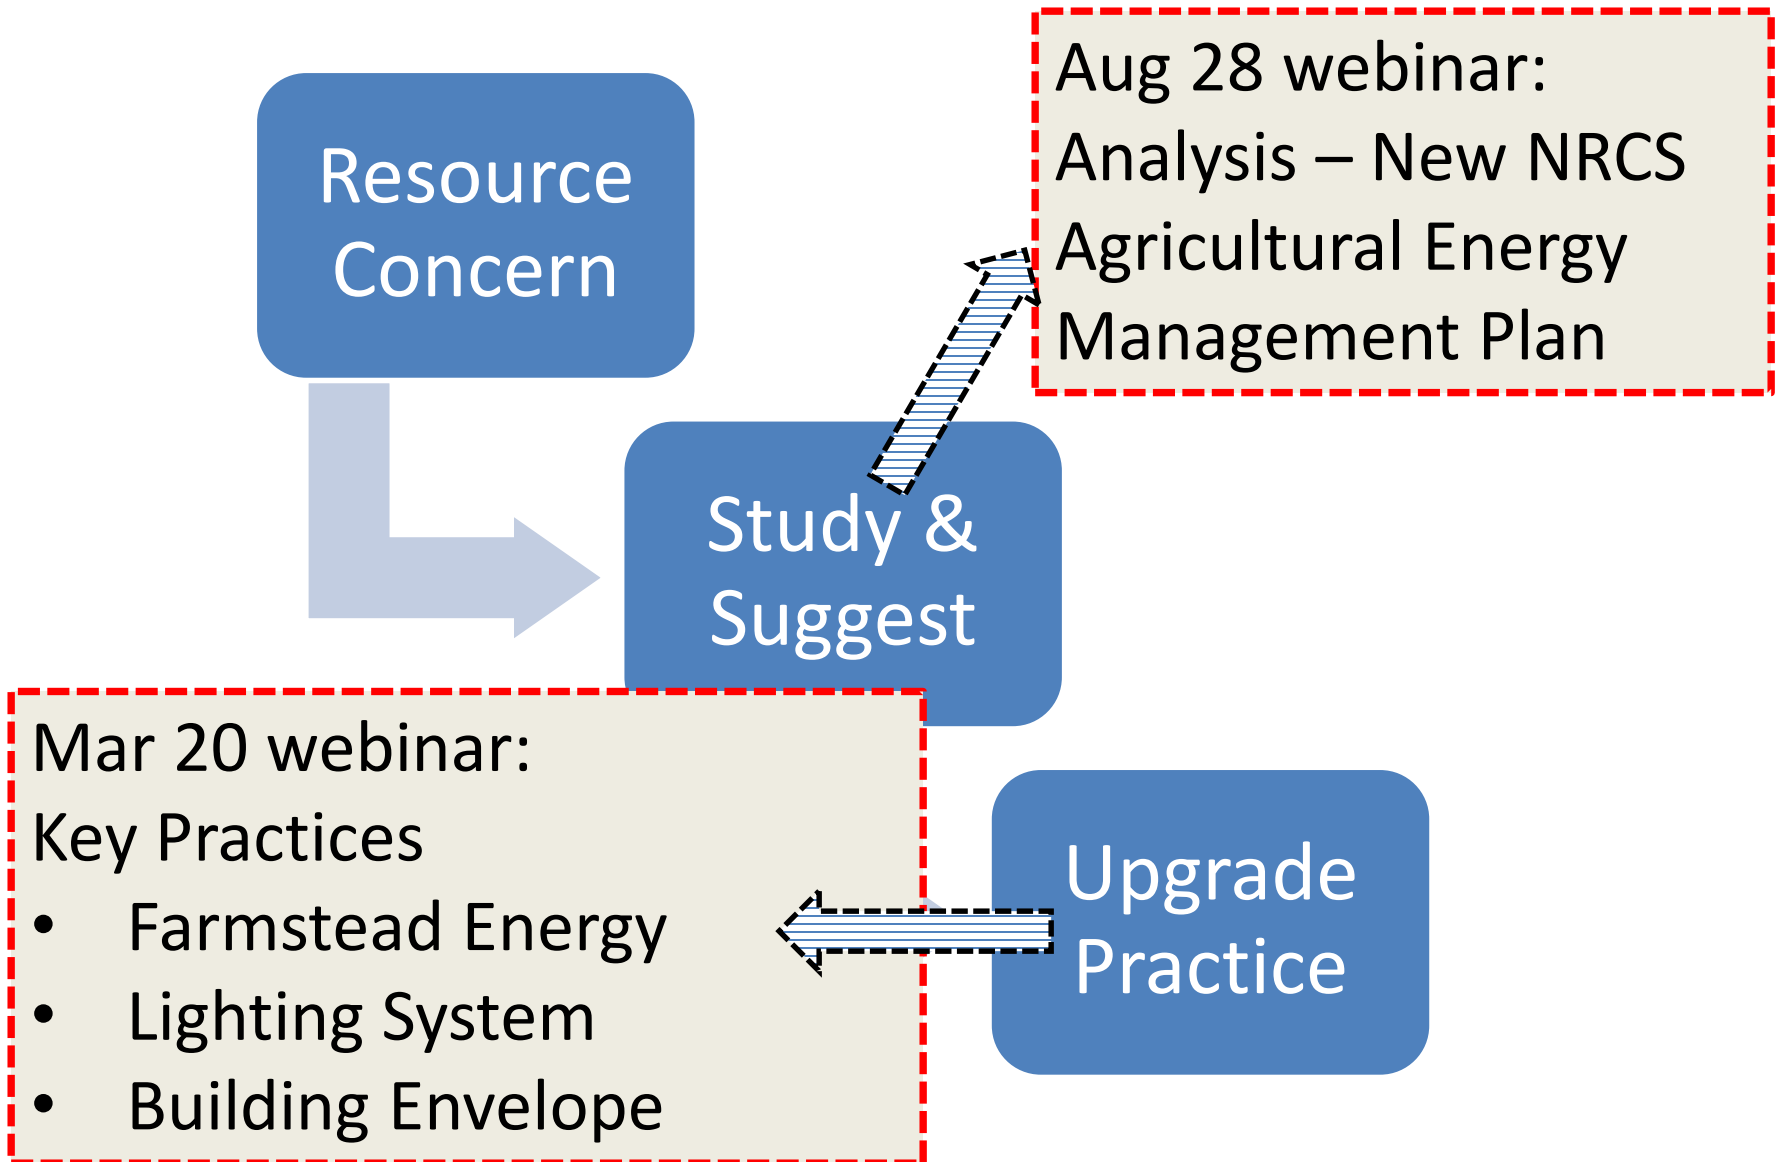 Resource
Concern
Aug 28 webinar:
Analysis – New NRCS
Agricultural Energy
Management Plan
Study &
Suggest
Mar 20 webinar:
Key Practices
• Farmstead Energy
• Lighting System
• Building Envelope
Upgrade
Practice